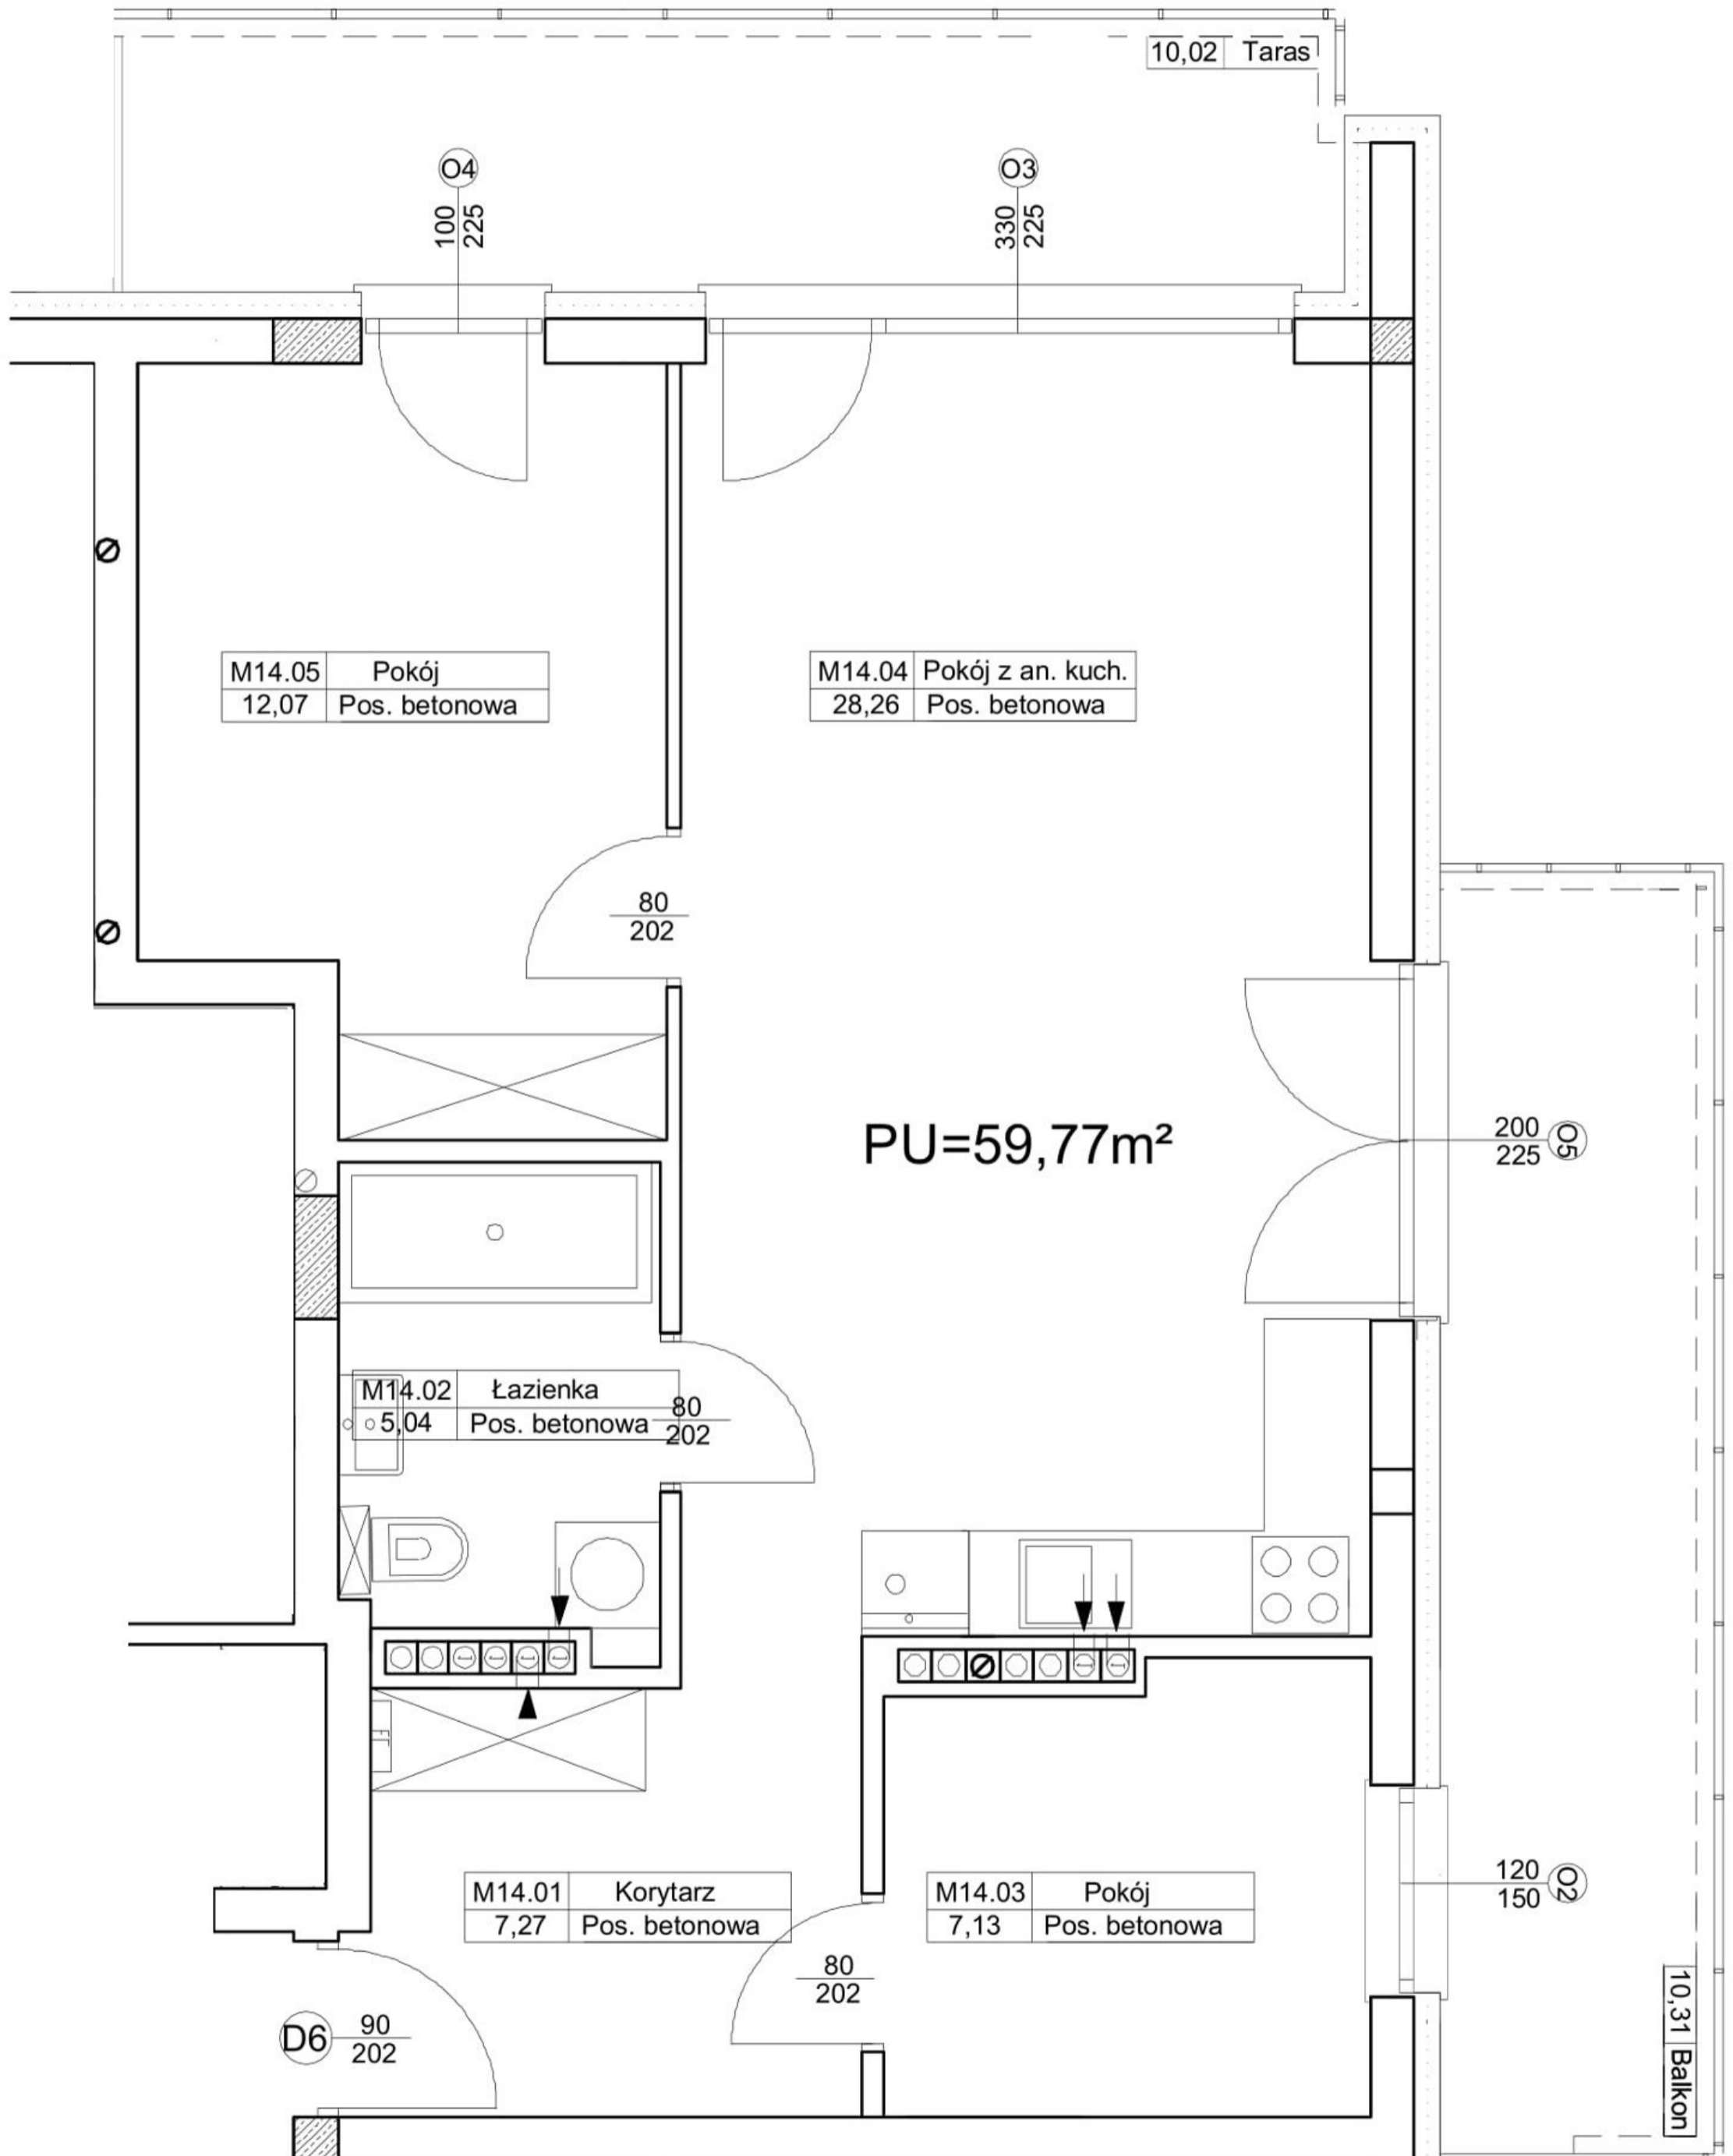 10,02 Taras
O4
100
225
O3
330
225
M14.05 Pokój
12,07 Pos. betonowa
M14.04 Pokój z an. kuch.
28,26 Pos. betonowa
80
202
PU=59,77m²
200
225
O5
M14.02 Łazienka
5,04 Pos. betonowa
80
202
M14.01 Korytarz
7,27 Pos. betonowa
M14.03 Pokój
7,13 Pos. betonowa
120
150
O2
80
202
D6
90
202
10,31 Balkon